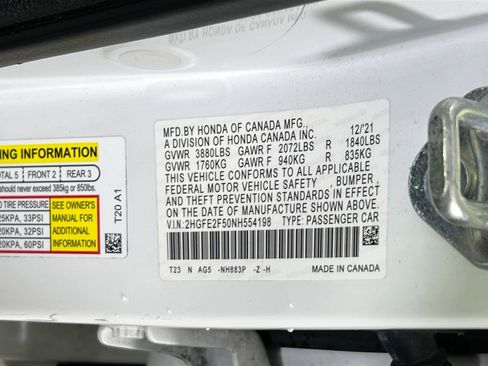 NG INFORMATION
OTAL 5 FRONT 2 REAR 3
hould never exceed 385kg or 850lbs.
D TIRE PRESSURE
25KPA, 33PSI
20KPA, 32PSI
20KPA, 60PSI
SEE OWNER'S
MANUAL FOR
ADDITIONAL
INFORMATION
T20 A1
MFD.BY HONDA OF CANADA MFG., 12/21
A DIVISION OF HONDA CANADA INC.
GVWR 3880LBS GAWR F 2072LBS R 1840LBS
GVWR 1760KG GAWR F 940KG R 835KG
THIS VEHICLE CONFORMS TO ALL APPLICABLE
FEDERAL MOTOR VEHICLE SAFETY , BUMPER ,
AND THEFT PREVENTION STANDARDS IN EFFECT
ON THE DATE OF MANUFACTURE SHOWN ABOVE.
V.I.N:2HGFE2F50NH554198 TYPE: PASSENGER CAR
T23 N AG5 -NH883P -Z -H MADE IN CANADA